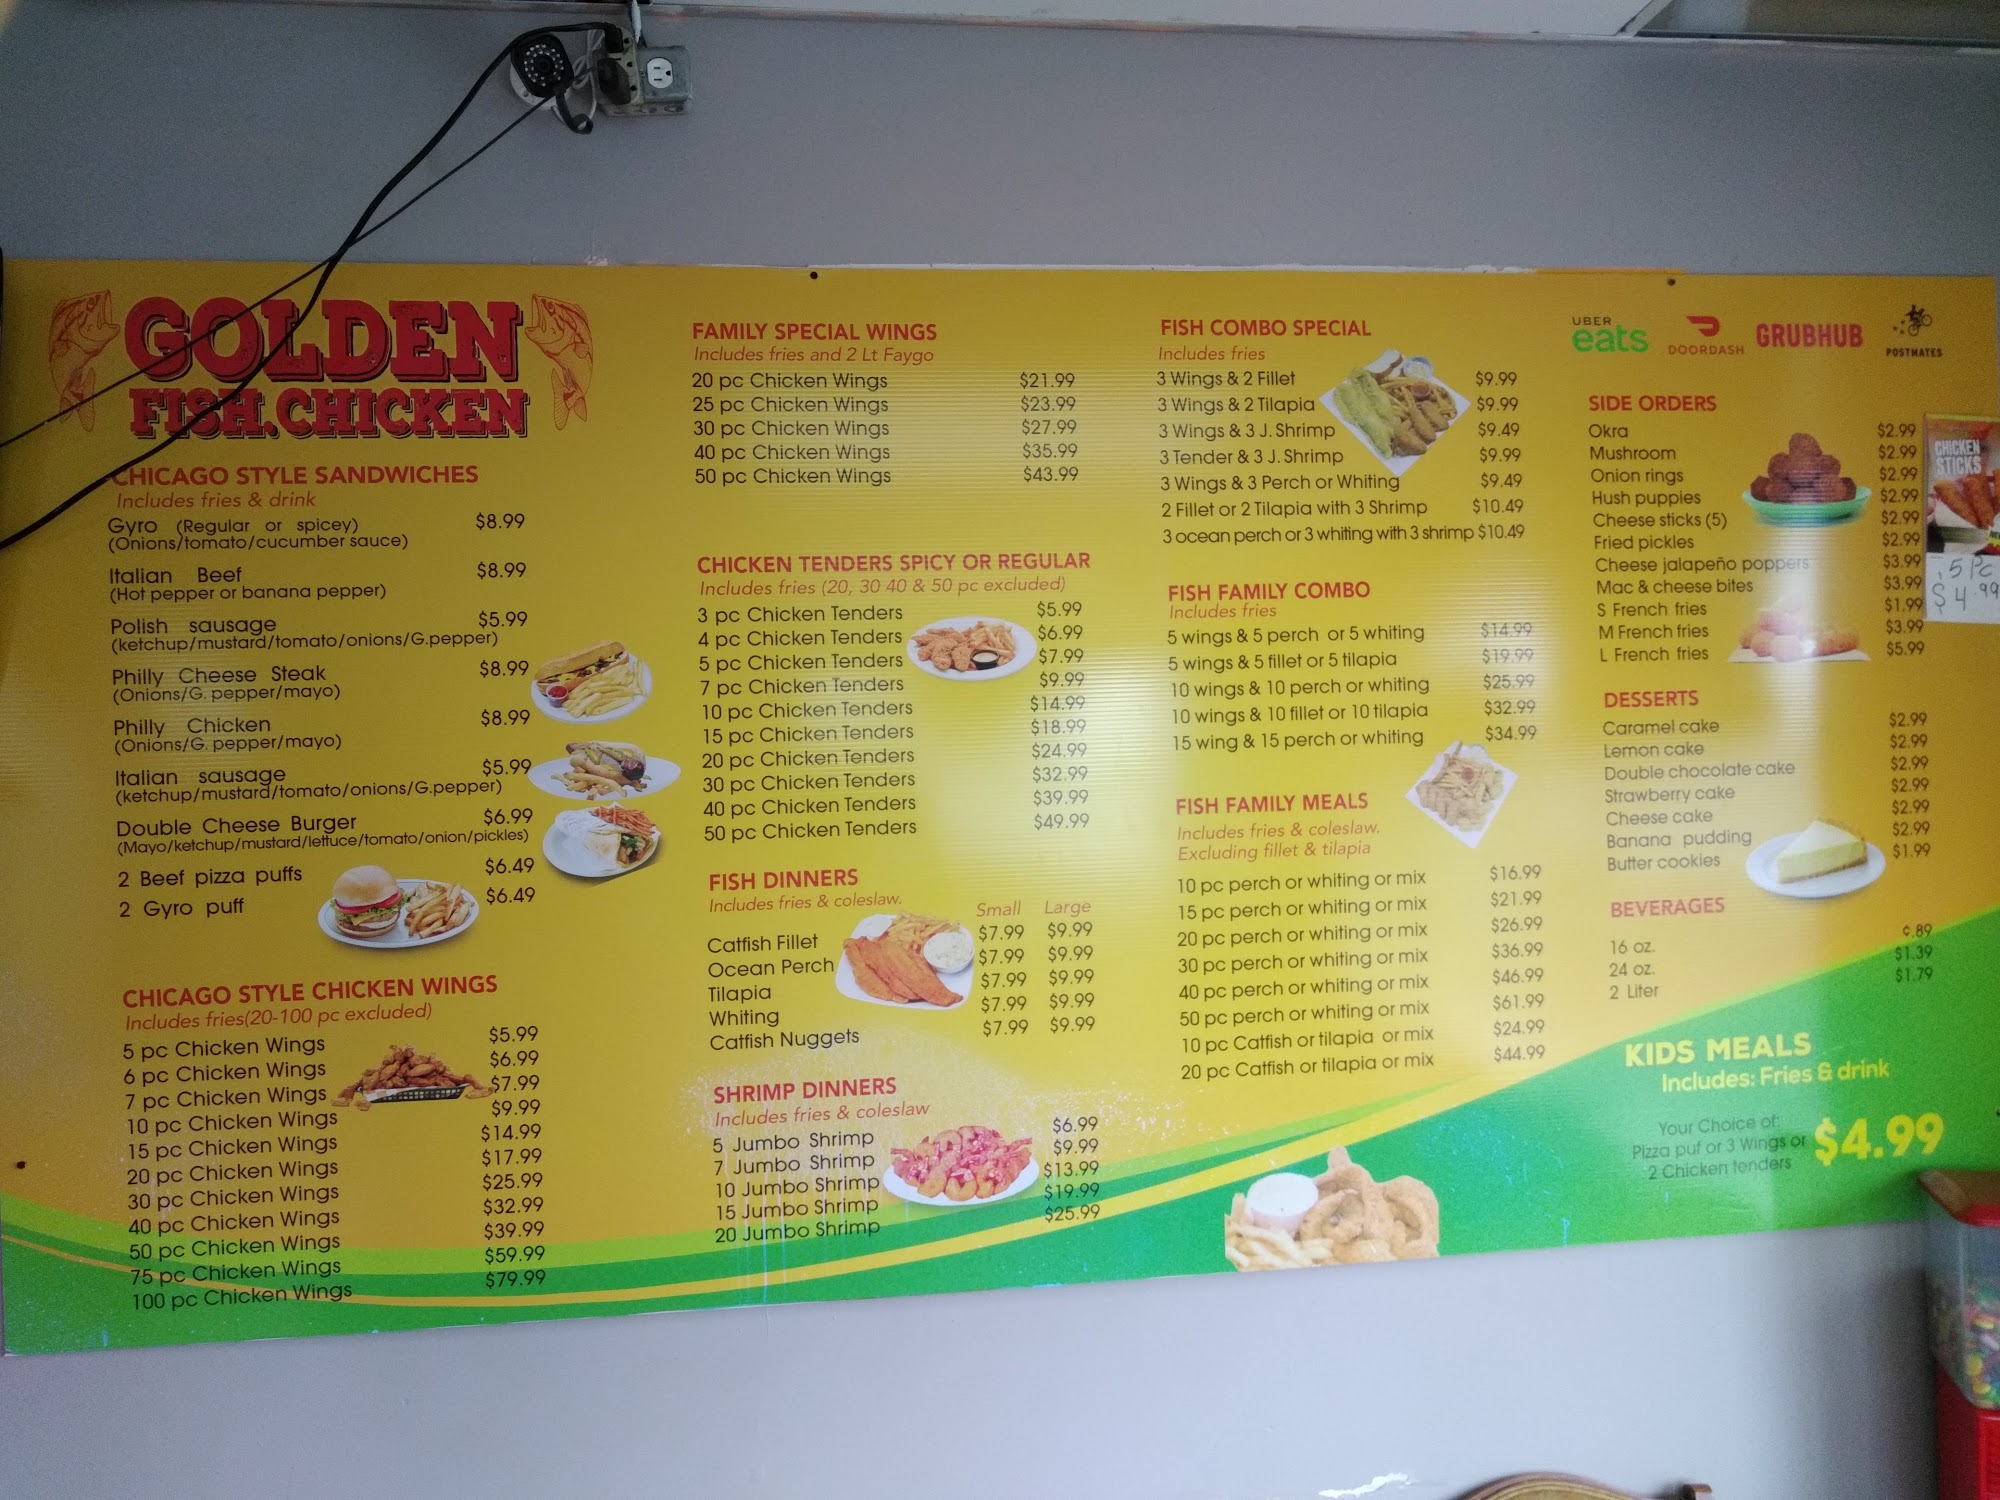 GOLDEN
FISH.CHICKEN
CHICAGO STYLE SANDWICHES
Includes fries & drink
Gyro (Regular or spicey) $8.99
(Onions/tomato/cucumber sauce)
Italian Beef $8.99
(Hot pepper or banana pepper)
Polish sausage $5.99
(ketchup/mustard/tomato/onions/G.pepper)
Philly Cheese Steak $8.99
(Onions/G. pepper/mayo)
Philly Chicken $8.99
(Onions/G. pepper/mayo)
Italian sausage $5.99
(ketchup/mustard/tomato/onions/G.pepper)
Double Cheese Burger $6.99
(Mayo/ketchup/mustard/lettuce/tomato/onion/pickles)
2 Beef pizza puffs $6.49
2 Gyro puff $6.49
CHICAGO STYLE CHICKEN WINGS
Includes fries(20-100 pc excluded)
5 pc Chicken Wings $5.99
6 pc Chicken Wings $6.99
7 pc Chicken Wings $7.99
10 pc Chicken Wings $9.99
15 pc Chicken Wings $14.99
20 pc Chicken Wings $17.99
30 pc Chicken Wings $25.99
40 pc Chicken Wings $32.99
50 pc Chicken Wings $39.99
75 pc Chicken Wings $59.99
100 pc Chicken Wings $79.99
FAMILY SPECIAL WINGS
Includes fries and 2 Lt Faygo
20 pc Chicken Wings $21.99
25 pc Chicken Wings $23.99
30 pc Chicken Wings $27.99
40 pc Chicken Wings $35.99
50 pc Chicken Wings $43.99
CHICKEN TENDERS SPICY OR REGULAR
Includes fries (20, 30 40 & 50 pc excluded)
3 pc Chicken Tenders $5.99
4 pc Chicken Tenders $6.99
5 pc Chicken Tenders $7.99
7 pc Chicken Tenders $9.99
10 pc Chicken Tenders $14.99
15 pc Chicken Tenders $18.99
20 pc Chicken Tenders $24.99
30 pc Chicken Tenders $32.99
40 pc Chicken Tenders $39.99
50 pc Chicken Tenders $49.99
FISH DINNERS
Includes fries & coleslaw.
Small Large
Catfish Fillet $7.99 $9.99
Ocean Perch $7.99 $9.99
Tilapia $7.99 $9.99
Whiting $7.99 $9.99
Catfish Nuggets $7.99 $9.99
SHRIMP DINNERS
Includes fries & coleslaw
5 Jumbo Shrimp $6.99
7 Jumbo Shrimp $9.99
10 Jumbo Shrimp $13.99
15 Jumbo Shrimp $19.99
20 Jumbo Shrimp $25.99
FISH COMBO SPECIAL
Includes fries
3 Wings & 2 Fillet $9.99
3 Wings & 2 Tilapia $9.99
3 Wings & 3 J. Shrimp $9.49
3 Tender & 3 J. Shrimp $9.99
3 Wings & 3 Perch or Whiting $9.49
2 Fillet or 2 Tilapia with 3 Shrimp $10.49
3 ocean perch or 3 whiting with 3 shrimp $10.49
FISH FAMILY COMBO
Includes fries
5 wings & 5 perch or 5 whiting $14.99
5 wings & 5 fillet or 5 tilapia $19.99
10 wings & 10 perch or whiting $25.99
10 wings & 10 fillet or 10 tilapia $32.99
15 wing & 15 perch or whiting $34.99
FISH FAMILY MEALS
Includes fries & coleslaw.
Excluding fillet & tilapia
10 pc perch or whiting or mix $16.99
15 pc perch or whiting or mix $21.99
20 pc perch or whiting or mix $26.99
30 pc perch or whiting or mix $36.99
40 pc perch or whiting or mix $46.99
50 pc perch or whiting or mix $61.99
10 pc Catfish or tilapia or mix $24.99
20 pc Catfish or tilapia or mix $44.99
UBER eats DOORDASH GRUBHUB POSTMATES
SIDE ORDERS
Okra $2.99
Mushroom $2.99
Onion rings $2.99
Hush puppies $2.99
Cheese sticks (5) $2.99
Fried pickles $2.99
Cheese jalapeño poppers $3.99
Mac & cheese bites $3.99
S French fries $1.99
M French fries $3.99
L French fries $5.99
CHICKEN
STICKS
5 Pc
$4.99
DESSERTS
Caramel cake $2.99
Lemon cake $2.99
Double chocolate cake $2.99
Strawberry cake $2.99
Cheese cake $2.99
Banana pudding $2.99
Butter cookies $1.99
BEVERAGES
16 oz. ¢.89
24 oz. $1.39
2 Liter $1.79
KIDS MEALS
Includes: Fries & drink
Your Choice of:
Pizza puf or 3 Wings or
2 Chicken tenders
$4.99